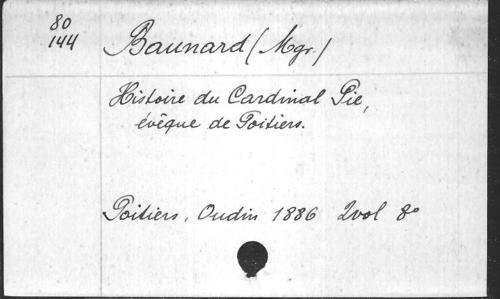 80
144
Baunard (Mgr.)
Histoire du Cardinal Pie,
évêque de Poitiers.
Poitiers, Oudin 1886 2vol 8°